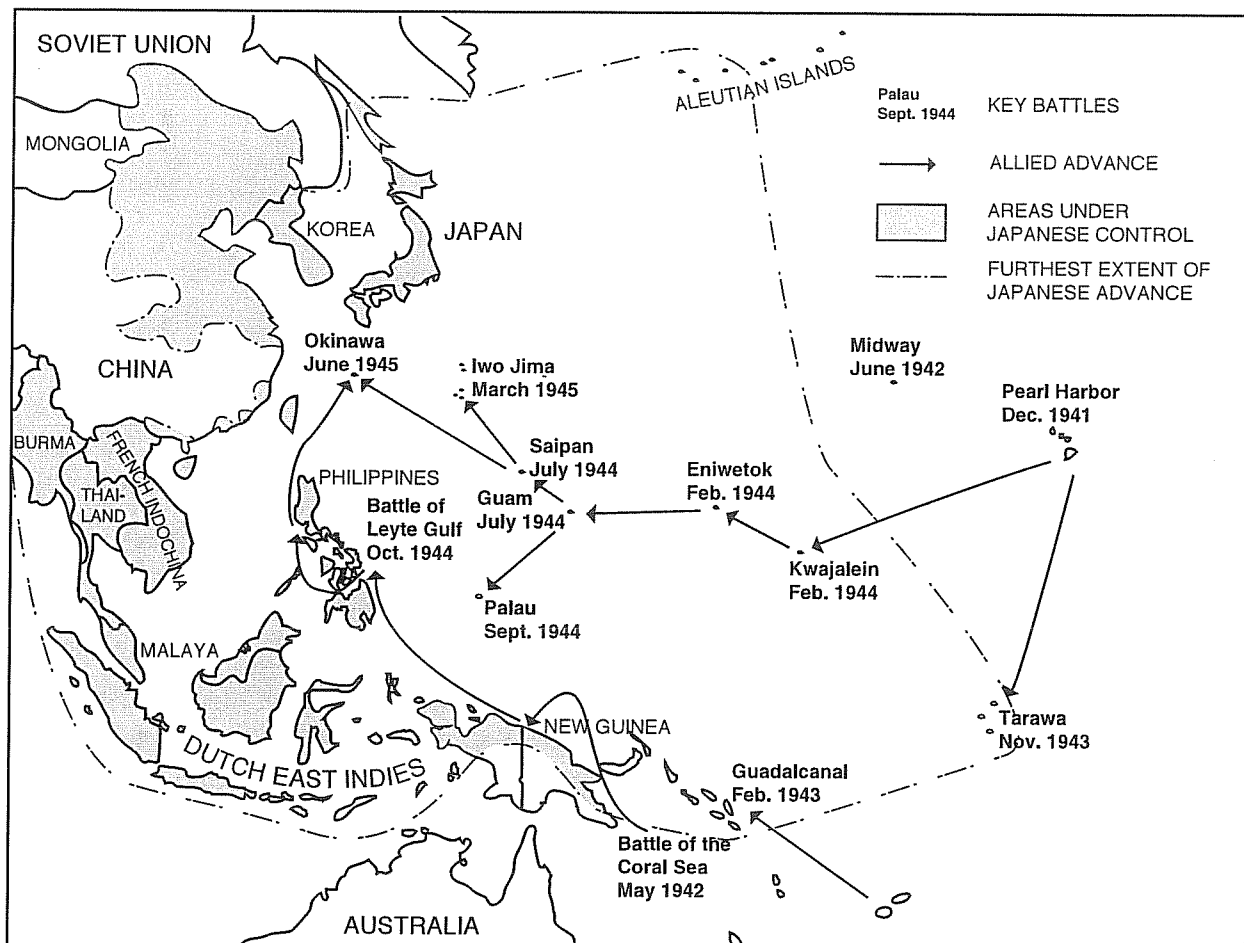 SOVIET UNION
ALEUTIAN ISLANDS
Palau
Sept. 1944
KEY BATTLES
MONGOLIA
ALLIED ADVANCE
KOREA
JAPAN
AREAS UNDER
JAPANESE CONTROL
FURTHEST EXTENT OF
JAPANESE ADVANCE
CHINA
Okinawa
June 1945
Iwo Jima
March 1945
Midway
June 1942
Pearl Harbor
Dec. 1941
BURMA
FRENCH INDOCHINA
THAI-
LAND
PHILIPPINES
Saipan
July 1944
Guam
July 1944
Eniwetok
Feb. 1944
Battle of
Leyte Gulf
Oct. 1944
Kwajalein
Feb. 1944
Palau
Sept. 1944
MALAYA
NEW GUINEA
Tarawa
Nov. 1943
DUTCH EAST INDIES
Guadalcanal
Feb. 1943
Battle of the
Coral Sea
May 1942
AUSTRALIA